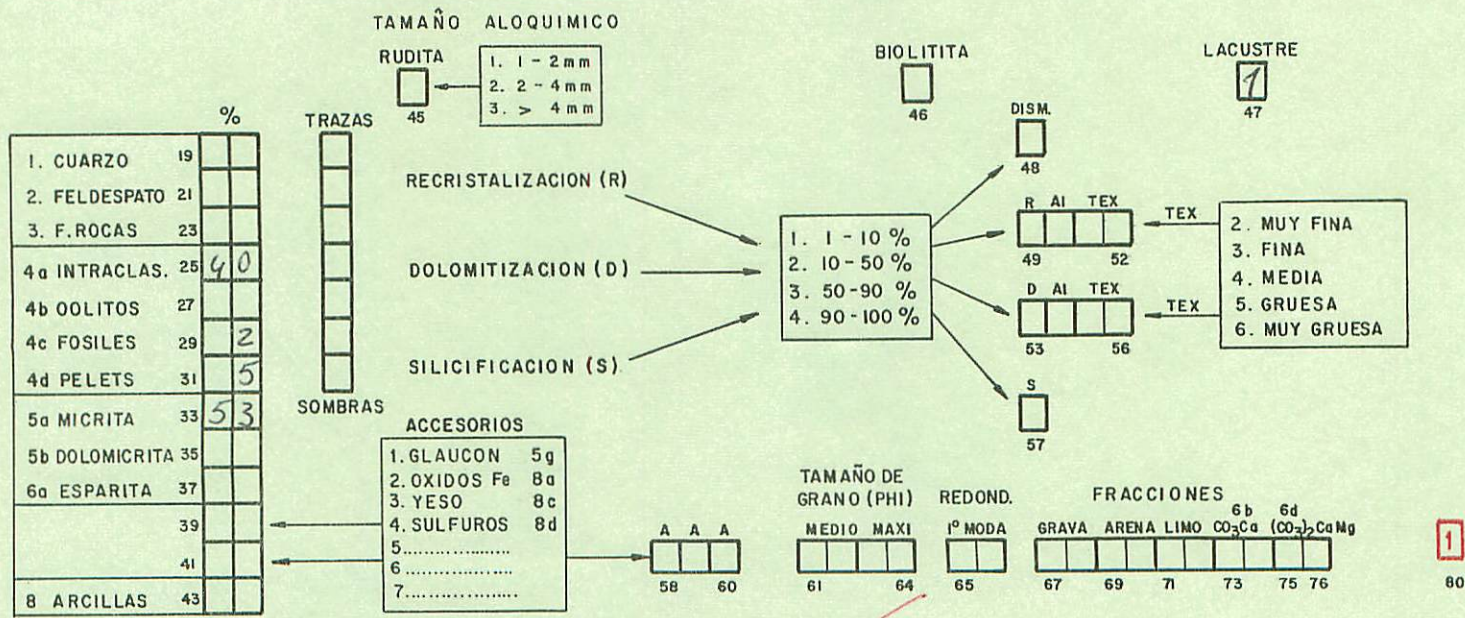 TAMAÑO ALOQUIMICO
RUDITA
1. 1 - 2 mm
2. 2 - 4 mm
3. > 4 mm
45
BIOLITITA
46
LACUSTRE
1
47
%
1. CUARZO 19
2. FELDESPATO 21
3. F. ROCAS 23
4a INTRACLAS. 25 40
4b OOLITOS 27
4c FOSILES 29 2
4d PELETS 31 5
5a MICRITA 33 53
5b DOLOMICRITA 35
6a ESPARITA 37
39
41
8 ARCILLAS 43
TRAZAS
SOMBRAS
RECRISTALIZACION (R)
DOLOMITIZACION (D)
SILICIFICACION (S)
1. 1 - 10 %
2. 10 - 50 %
3. 50 - 90 %
4. 90 - 100 %
DISM.
48
R AI TEX
49 52
TEX
D AI TEX
53 56
TEX
2. MUY FINA
3. FINA
4. MEDIA
5. GRUESA
6. MUY GRUESA
S
57
ACCESORIOS
1. GLAUCON 5g
2. OXIDOS Fe 8a
3. YESO 8c
4. SULFUROS 8d
5..................
6..................
7..................
A A A
58 60
TAMAÑO DE
GRANO (PHI)
MEDIO MAXI
61 64
REDOND.
1º MODA
65
FRACCIONES
6b 6d
GRAVA ARENA LIMO CO3Ca (CO3)2CaMg
67 69 71 73 75 76
1
80